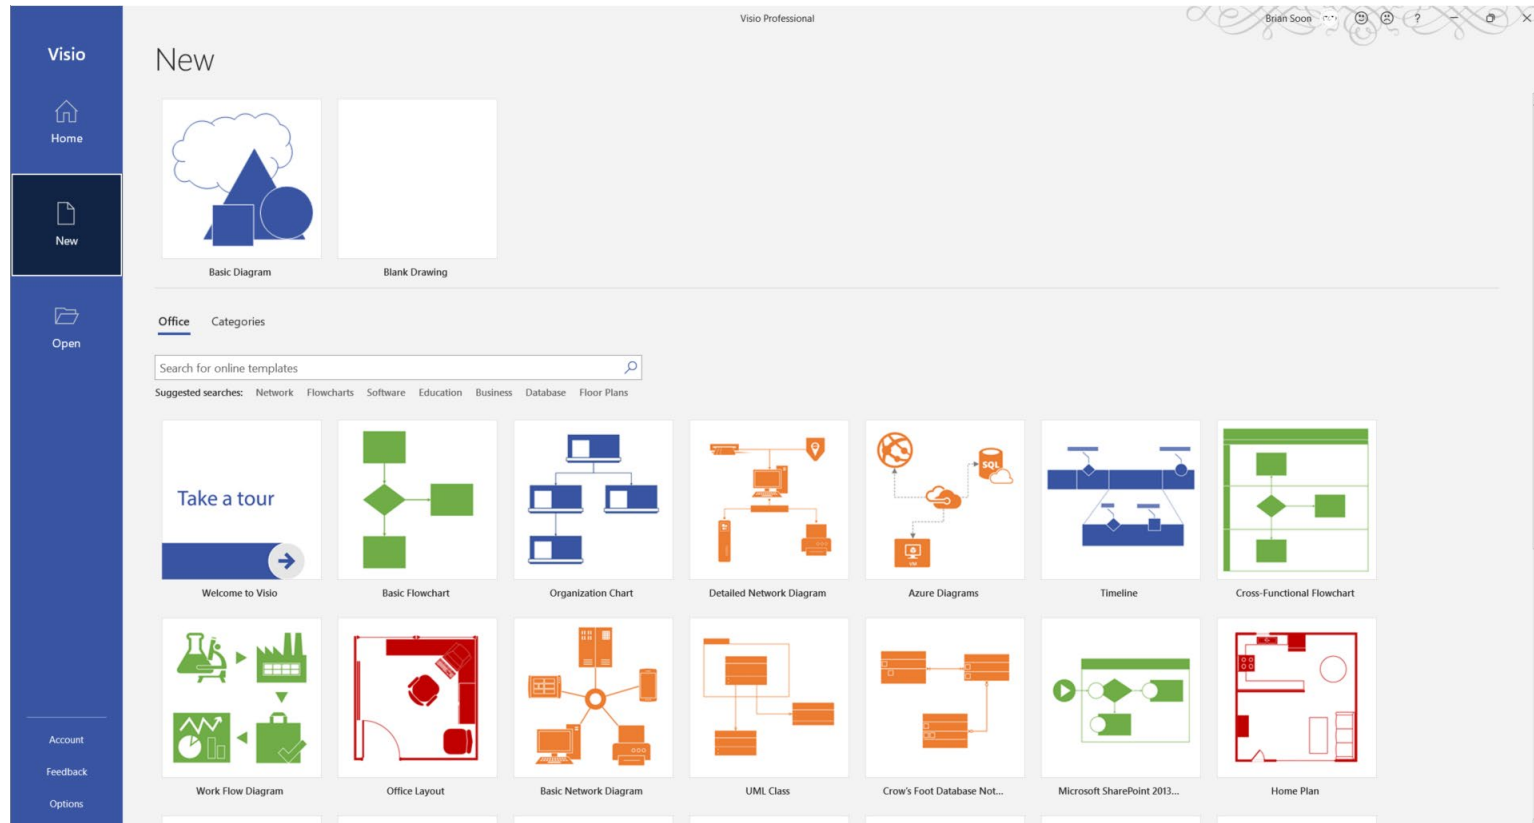 Visio Professional
Brian Soon
?
Visio
Home
New
Open
Account
Feedback
Options
New
Basic Diagram
Blank Drawing
Office Categories
Search for online templates
Suggested searches: Network Flowcharts Software Education Business Database Floor Plans
Take a tour
SQL
VM
Welcome to Visio
Basic Flowchart
Organization Chart
Detailed Network Diagram
Azure Diagrams
Timeline
Cross-Functional Flowchart
Work Flow Diagram
Office Layout
Basic Network Diagram
UML Class
Crow's Foot Database Not...
Microsoft SharePoint 2013...
Home Plan